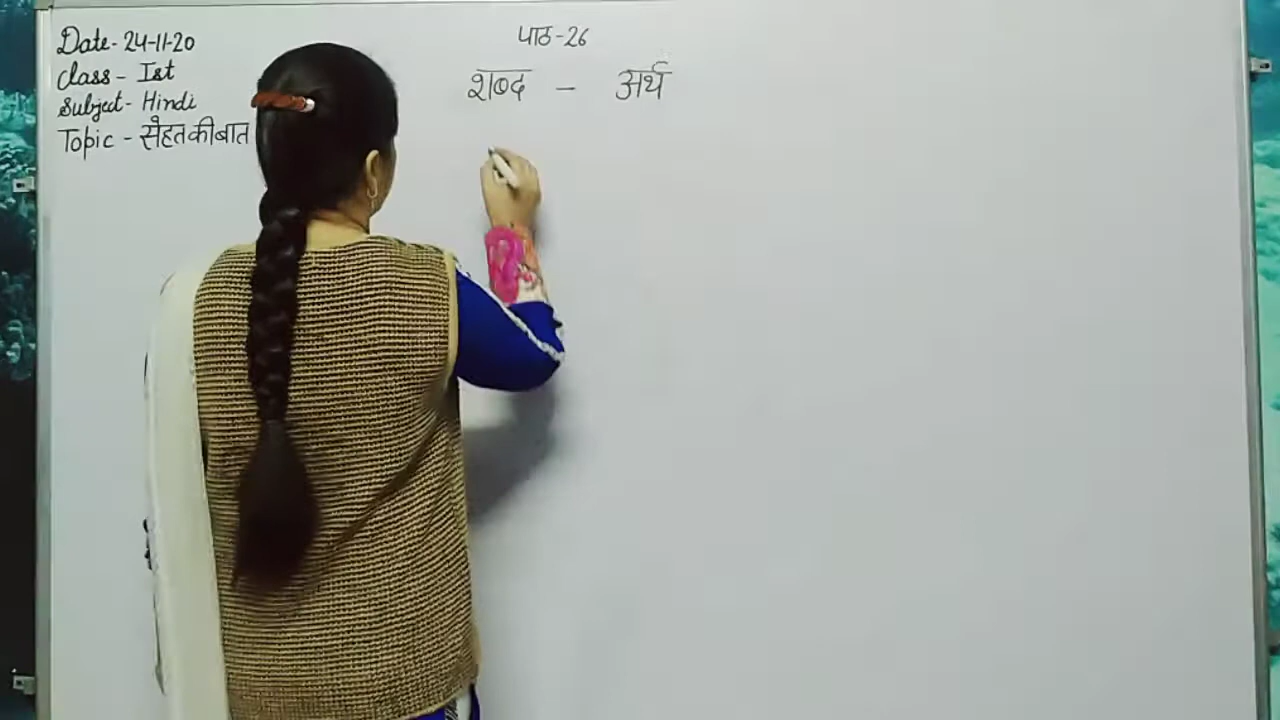 Date- 24-11-20
Class - Ist
Subject- Hindi
Topic - सेहत की बात
पाठ-26
शब्द - अर्थ